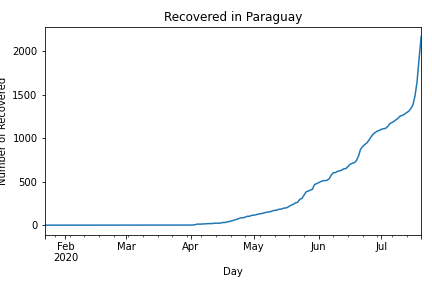 Recovered in Paraguay
2000
1500
1000
500
0
Number of Recovered
Feb
2020
Mar
Apr
May
Jun
Jul
Day